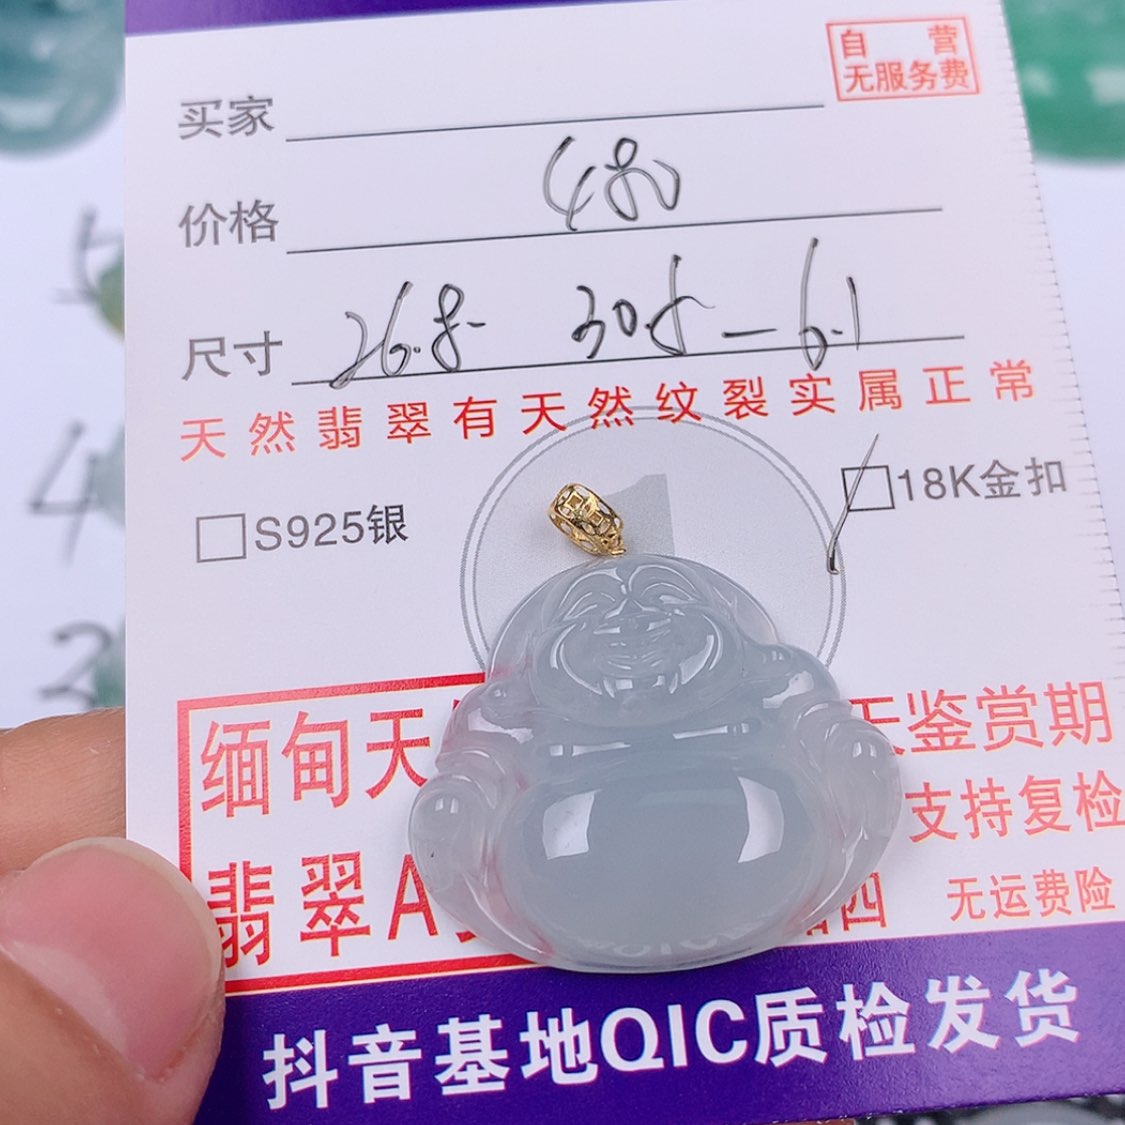 自营
无服务费
买家
价格 480
尺寸 26.8 30.5-6.1
天然翡翠有天然纹裂实属正常
S925银
18K金扣
缅甸天
翡翠A
天鉴赏期
支持复检
无运费险
抖音基地QIC质检发货
5
4